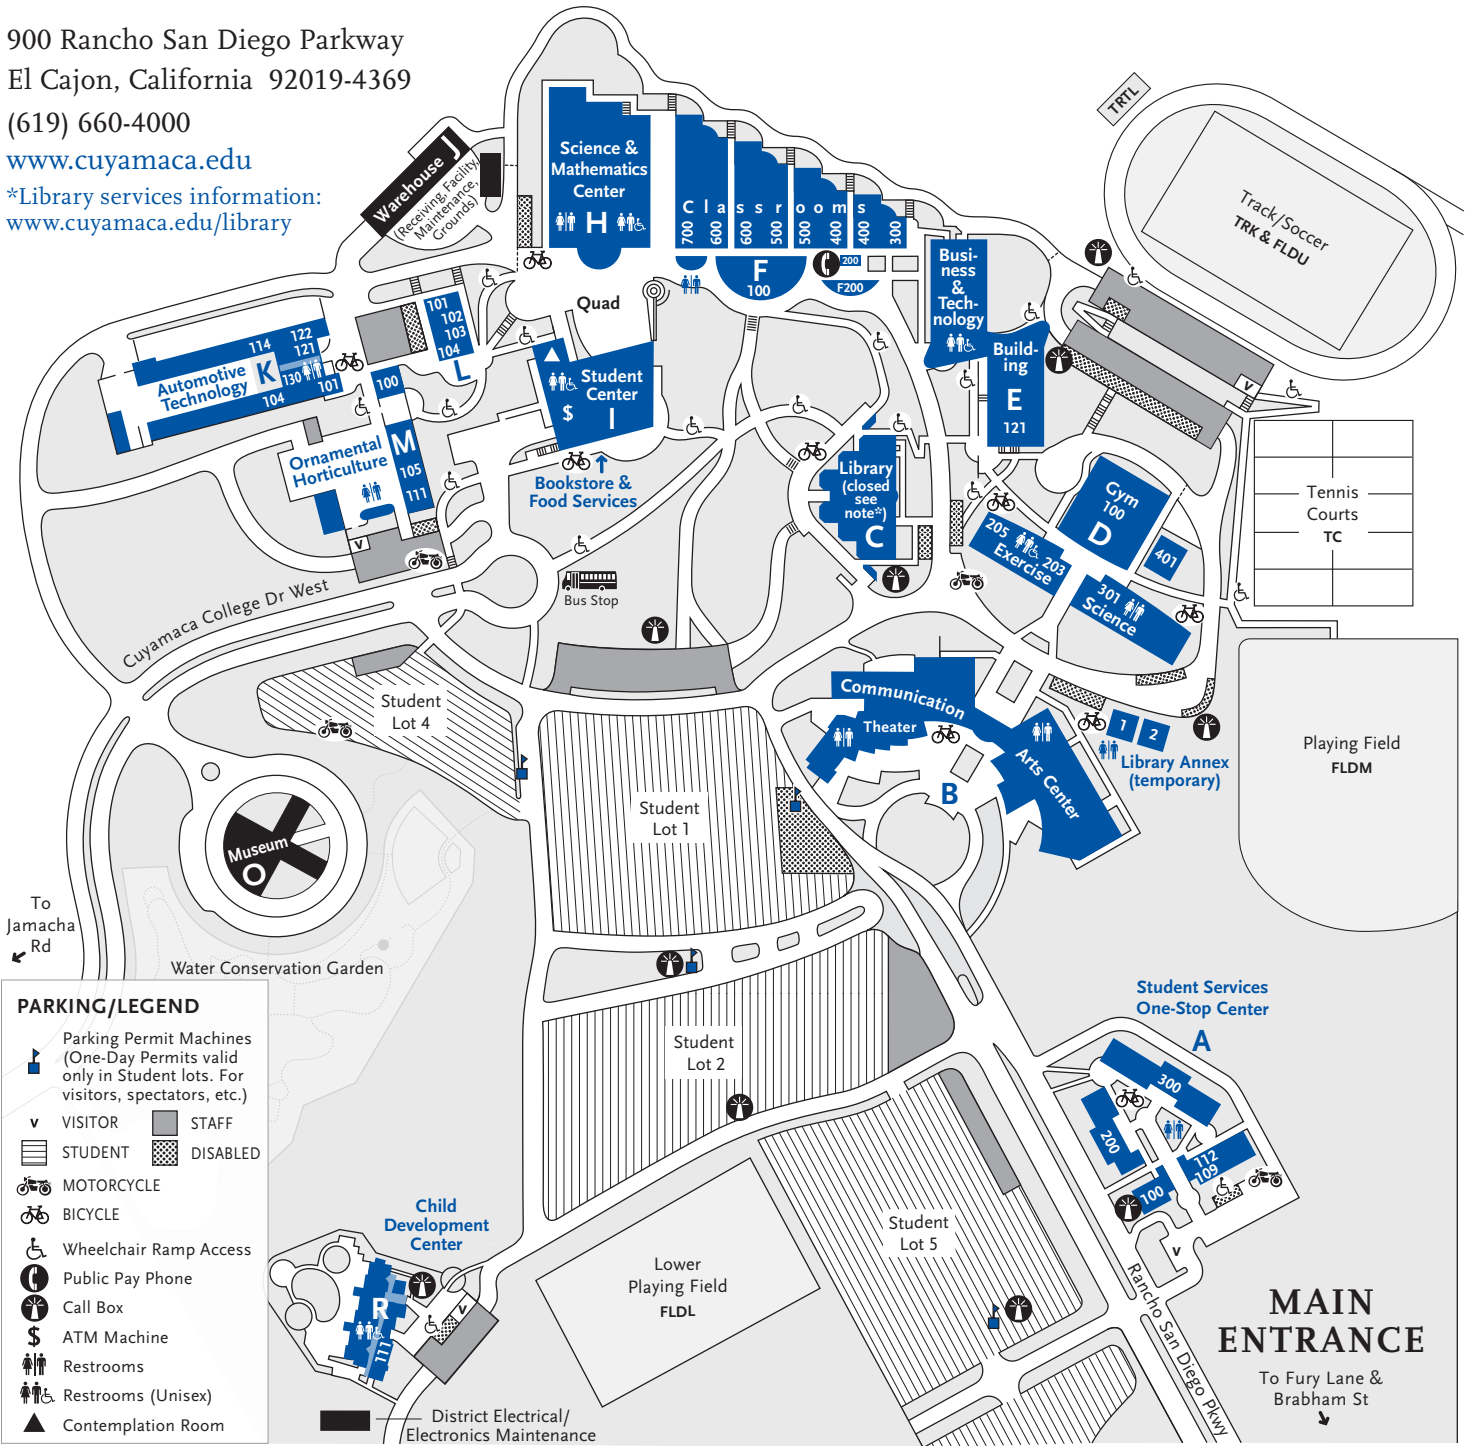 900 Rancho San Diego Parkway
El Cajon, California 92019-4369
(619) 660-4000
www.cuyamaca.edu
*Library services information:
www.cuyamaca.edu/library
Warehouse J
(Receiving, Facility,
Maintenance,
Grounds)
Science &
Mathematics
Center
H
Classrooms
700
600
600
500
500
400
400
300
F
100
200
F200
Quad
TRTL
Track/Soccer
TRK & FLDU
Busi-
ness
&
Tech-
nology
Build-
ing
E
121
101
102
103
104
L
114
122
121
130
101
104
Automotive
Technology
K
100
M
105
111
Ornamental
Horticulture
V
Student
Center
I
$
Bookstore &
Food Services
Library
(closed
see
note*)
C
Gym
100
D
401
205
203
Exercise
301
Science
V
Tennis
Courts
TC
Cuyamaca College Dr West
Bus Stop
Student
Lot 4
Communication
Theater
Arts Center
B
1
2
Library Annex
(temporary)
Playing Field
FLDM
Student
Lot 1
Museum
O
To
Jamacha
Rd
Water Conservation Garden
Student
Lot 2
Student Services
One-Stop Center
A
300
200
112
109
100
V
PARKING/LEGEND
Parking Permit Machines
(One-Day Permits valid
only in Student lots. For
visitors, spectators, etc.)
V VISITOR
STAFF
STUDENT
DISABLED
MOTORCYCLE
BICYCLE
Wheelchair Ramp Access
Public Pay Phone
Call Box
$ ATM Machine
Restrooms
Restrooms (Unisex)
Contemplation Room
Child
Development
Center
R
111
V
Student
Lot 5
Lower
Playing Field
FLDL
Rancho San Diego Pkwy
MAIN
ENTRANCE
To Fury Lane &
Brabham St
District Electrical/
Electronics Maintenance